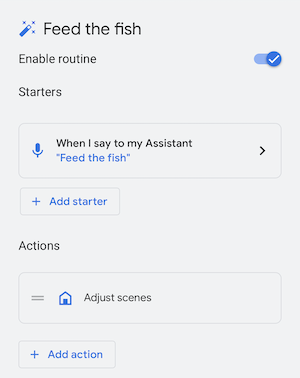 Feed the fish
Enable routine
Starters
When I say to my Assistant
"Feed the fish"
+ Add starter
Actions
Adjust scenes
+ Add action